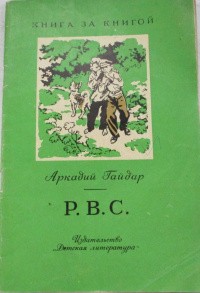 КНИГА ЗА КНИГОЙ
Аркадий Гайдар
Р. В. С.
Издательство
„Детская литература“